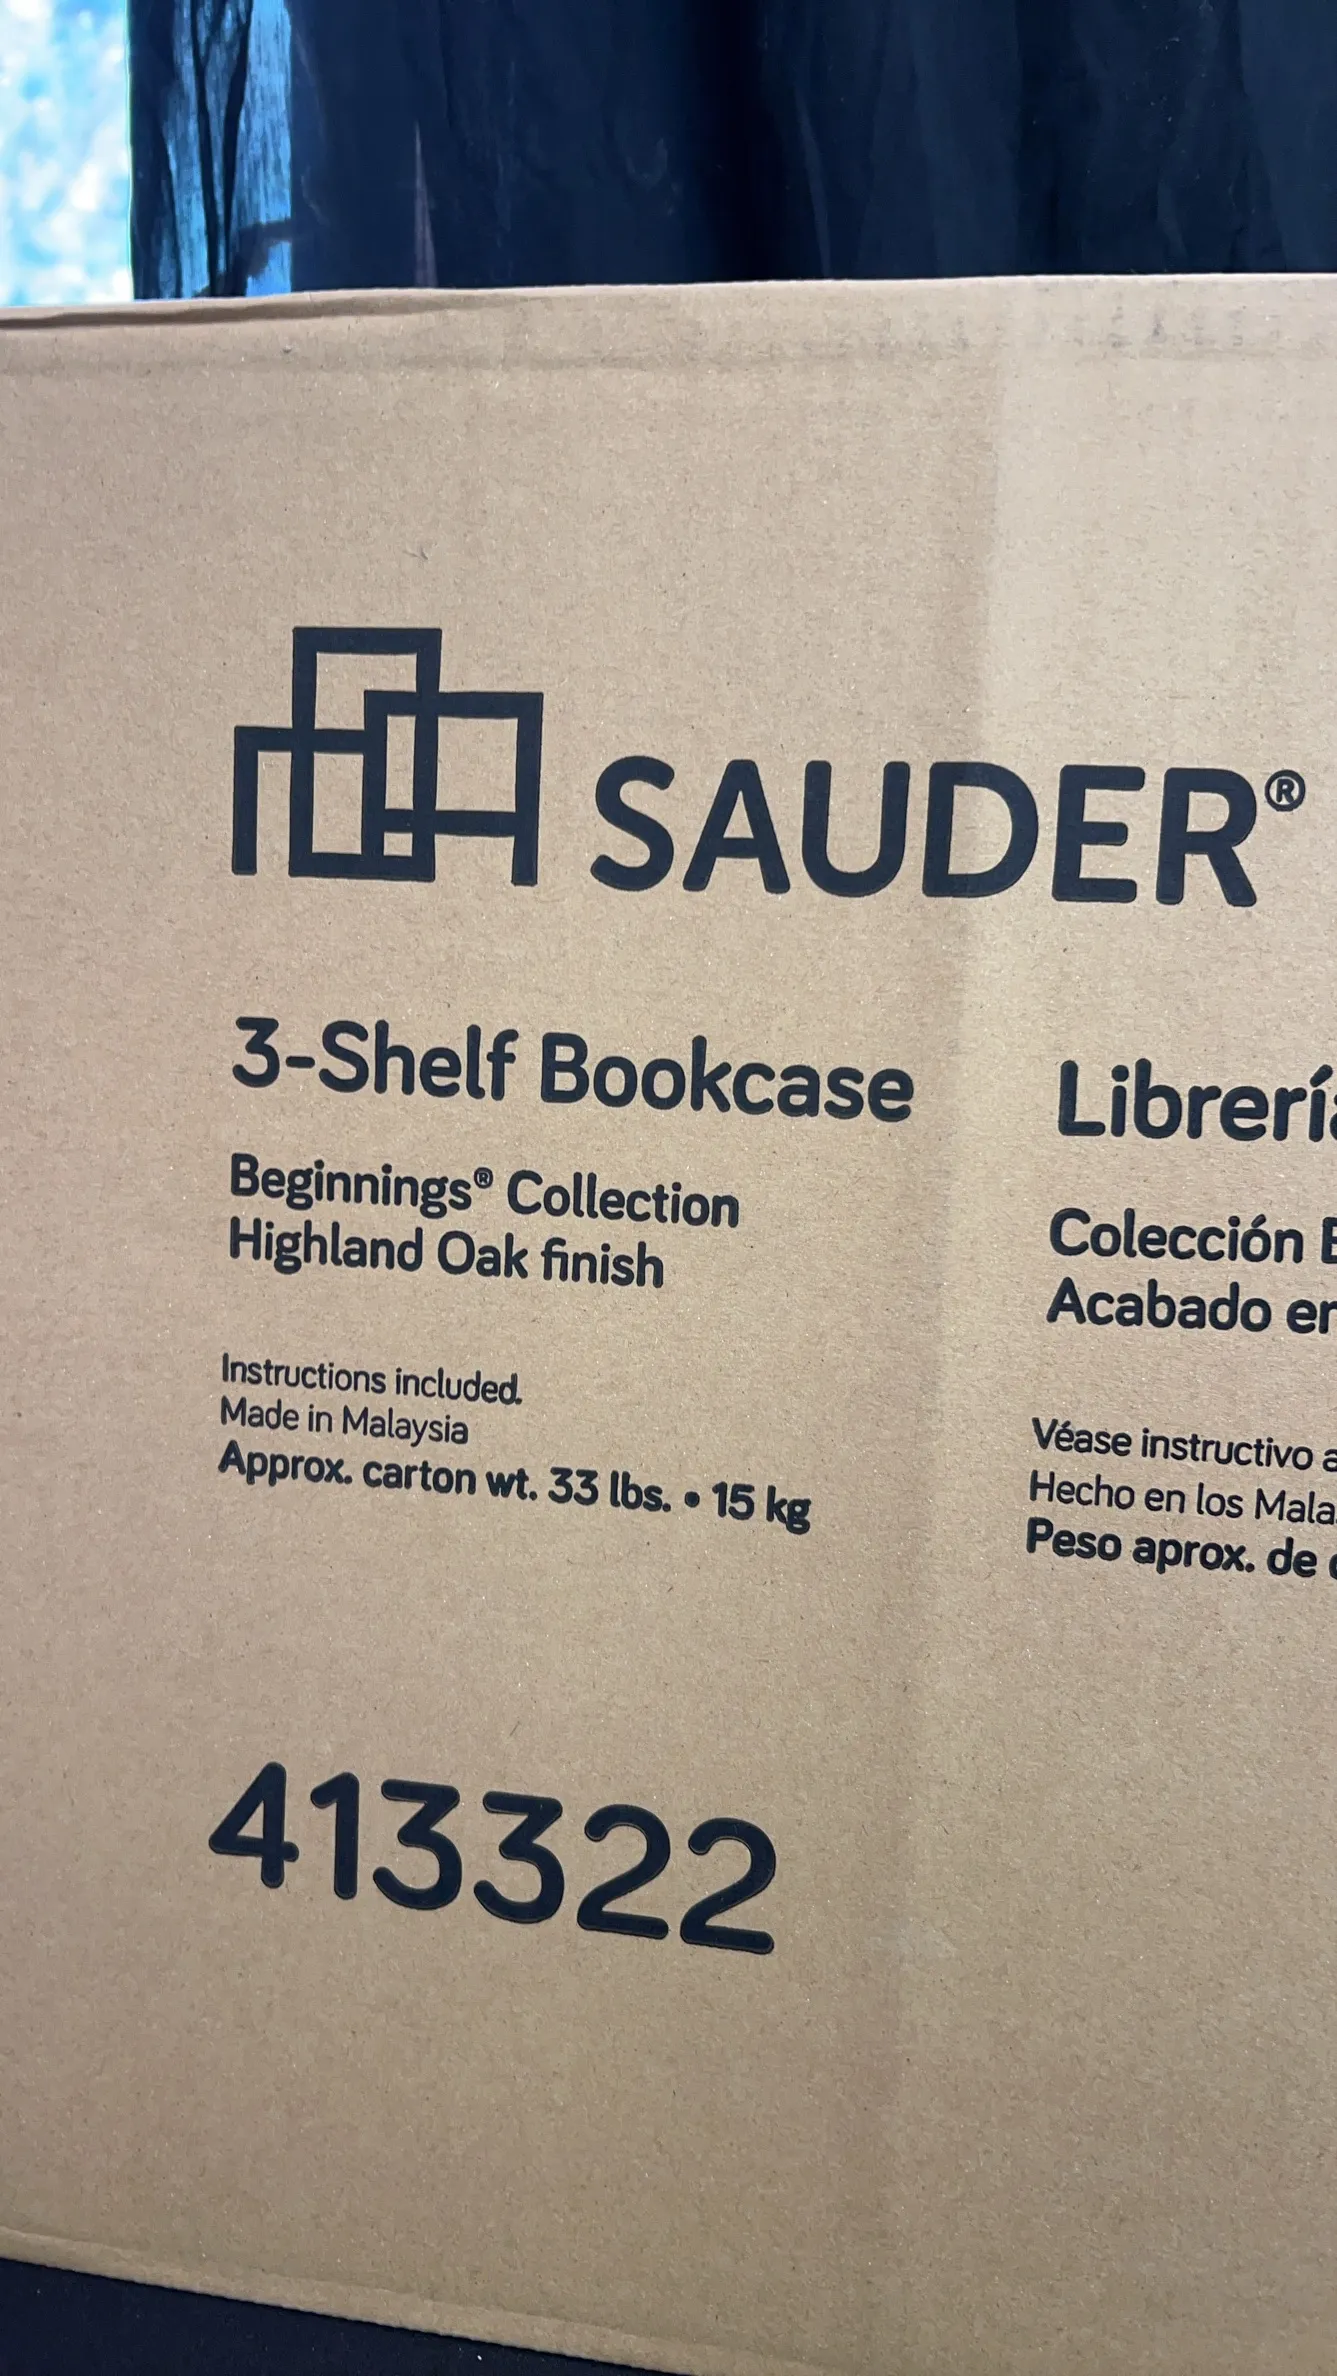 SAUDER®
3-Shelf Bookcase
Beginnings® Collection
Highland Oak finish
Instructions included.
Made in Malaysia
Approx. carton wt. 33 lbs. • 15 kg
413322
Colección
Acabado
Véase instructivo
Hecho en los
Peso aprox. de